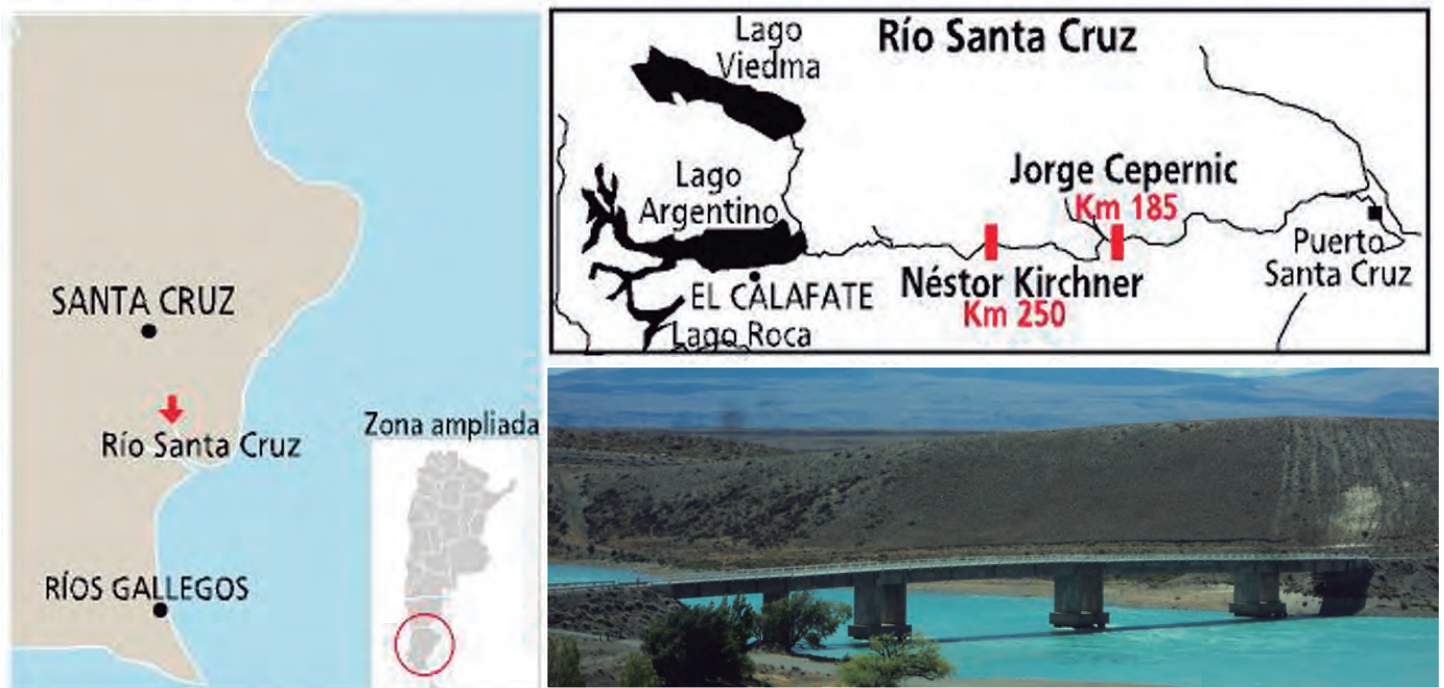 SANTA CRUZ
Río Santa Cruz
RÍOS GALLEGOS
Zona ampliada
Río Santa Cruz
Lago
Viedma
Lago
Argentino
Jorge Cepernic
Km 185
Néstor Kirchner
Km 250
EL CALAFATE
Lago Roca
Puerto
Santa Cruz